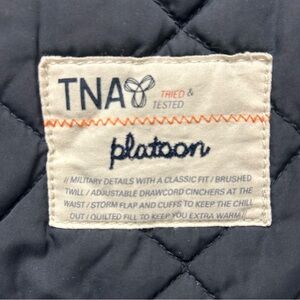 TNA TRIED &
TESTED
platoon
// MILITARY DETAILS WITH A CLASSIC FIT / BRUSHED
TWILL / ADJUSTABLE DRAWCORD CINCHERS AT THE
WAIST / STORM FLAP AND CUFFS TO KEEP THE CHILL
OUT / QUILTED FILL TO KEEP YOU EXTRA WARM //